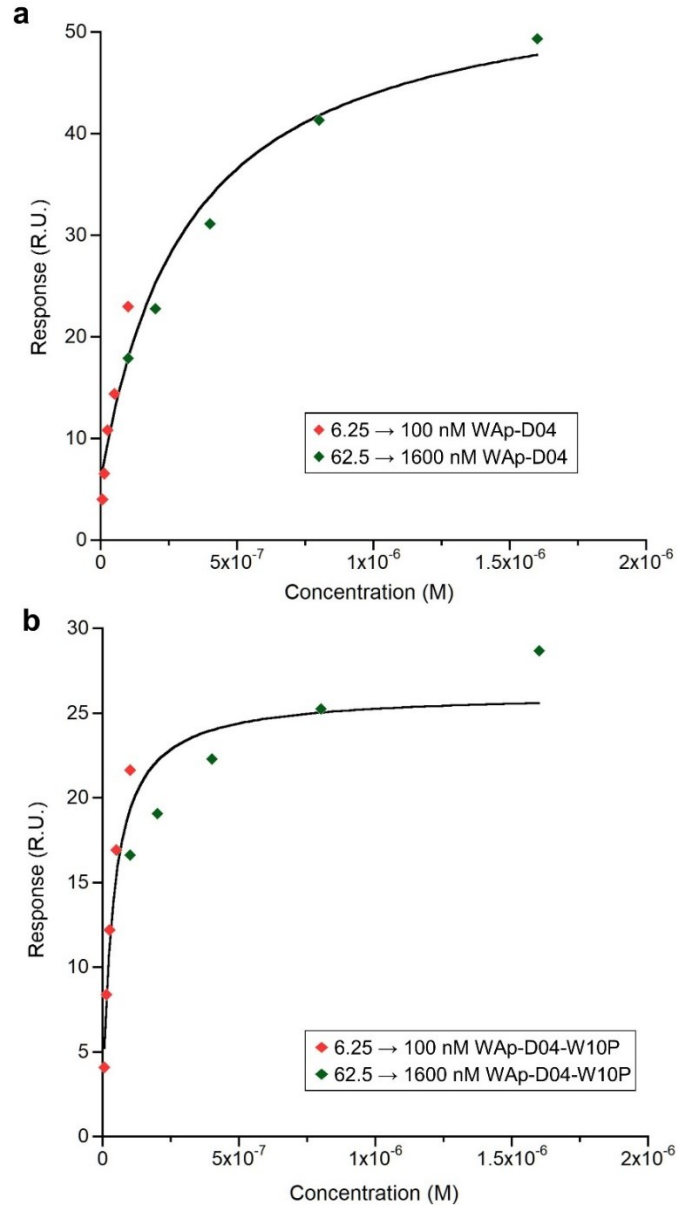 a
50
40
30
20
10
0
Response (R.U.)
◆ 6.25 → 100 nM WAp-D04
◆ 62.5 → 1600 nM WAp-D04
0 5x10⁻⁷ 1x10⁻⁶ 1.5x10⁻⁶ 2x10⁻⁶
Concentration (M)
b
30
25
20
15
10
5
0
Response (R.U.)
◆ 6.25 → 100 nM WAp-D04-W10P
◆ 62.5 → 1600 nM WAp-D04-W10P
0 5x10⁻⁷ 1x10⁻⁶ 1.5x10⁻⁶ 2x10⁻⁶
Concentration (M)